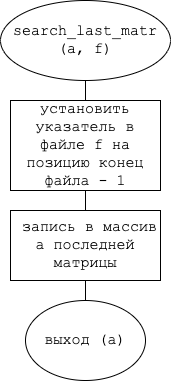 search_last_matr
(a, f)
установить
указатель в
файле f на
позицию конец
файла - 1
запись в массив
а последней
матрицы
выход (а)